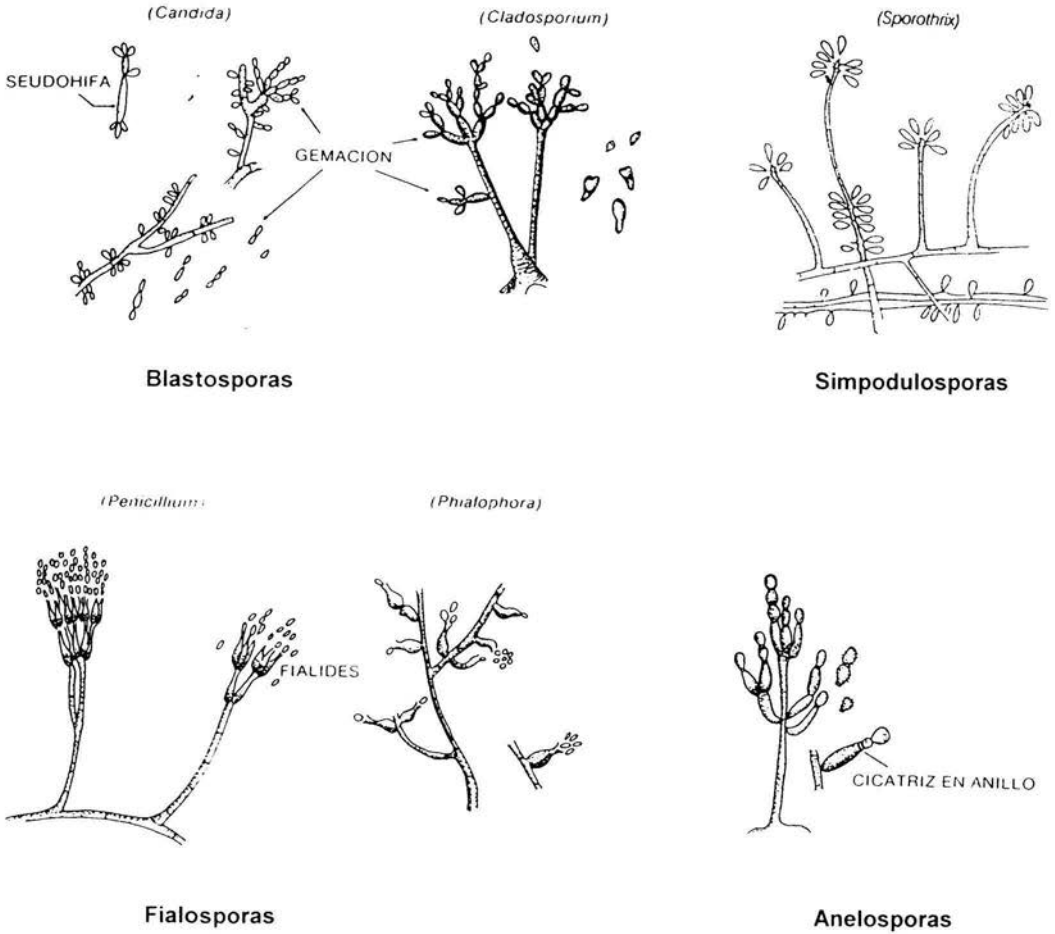 (Candida)
(Cladosporium)
(Sporothrix)
SEUDOHIFA
GEMACION
Blastosporas
Simpodulosporas
(Penicillium)
(Phialophora)
FIALIDES
CICATRIZ EN ANILLO
Fialosporas
Anelosporas